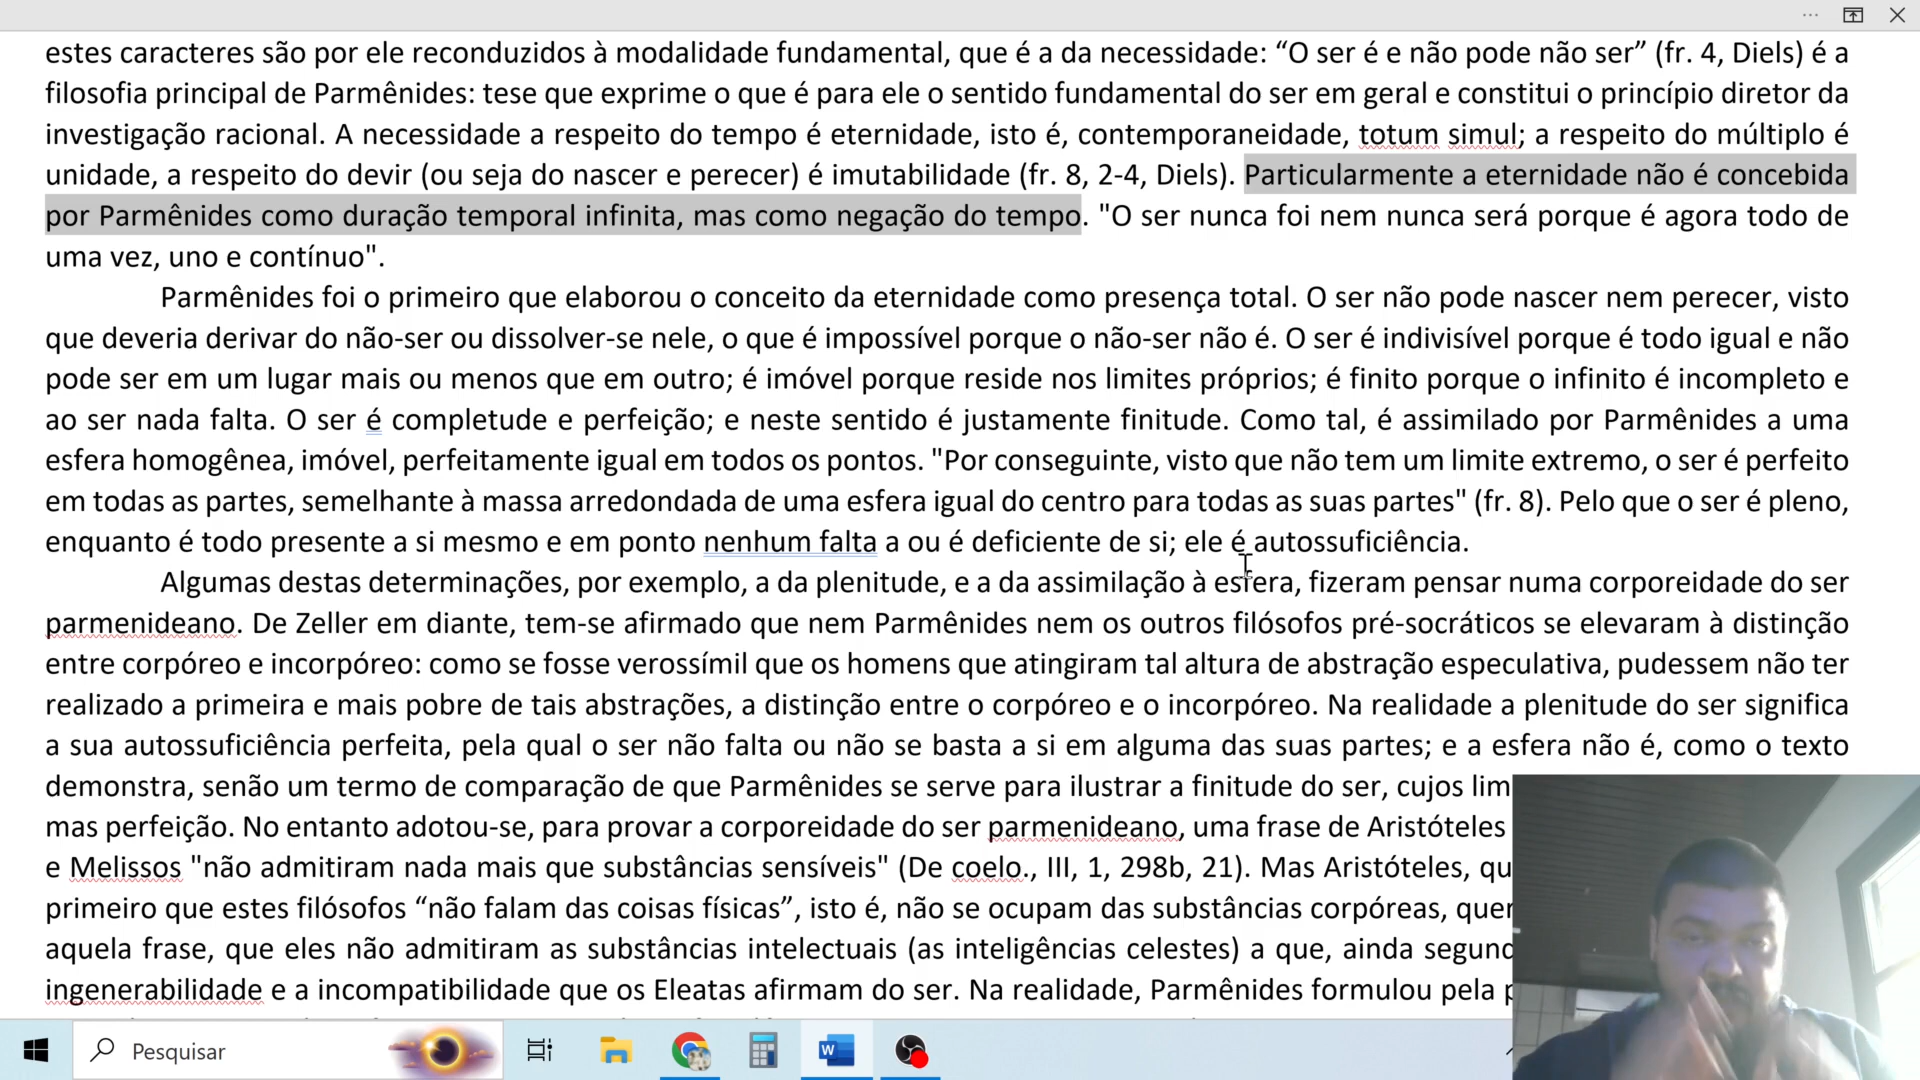 estes caracteres são por ele reconduzidos à modalidade fundamental, que é a da necessidade: “O ser é e não pode não ser” (fr. 4, Diels) é a
filosofia principal de Parmênides: tese que exprime o que é para ele o sentido fundamental do ser em geral e constitui o princípio diretor da
investigação racional. A necessidade a respeito do tempo é eternidade, isto é, contemporaneidade, totum simul; a respeito do múltiplo é
unidade, a respeito do devir (ou seja do nascer e perecer) é imutabilidade (fr. 8, 2-4, Diels). Particularmente a eternidade não é concebida
por Parmênides como duração temporal infinita, mas como negação do tempo. "O ser nunca foi nem nunca será porque é agora todo de
uma vez, uno e contínuo".
Parmênides foi o primeiro que elaborou o conceito da eternidade como presença total. O ser não pode nascer nem perecer, visto
que deveria derivar do não-ser ou dissolver-se nele, o que é impossível porque o não-ser não é. O ser é indivisível porque é todo igual e não
pode ser em um lugar mais ou menos que em outro; é imóvel porque reside nos limites próprios; é finito porque o infinito é incompleto e
ao ser nada falta. O ser é completude e perfeição; e neste sentido é justamente finitude. Como tal, é assimilado por Parmênides a uma
esfera homogênea, imóvel, perfeitamente igual em todos os pontos. "Por conseguinte, visto que não tem um limite extremo, o ser é perfeito
em todas as partes, semelhante à massa arredondada de uma esfera igual do centro para todas as suas partes" (fr. 8). Pelo que o ser é pleno,
enquanto é todo presente a si mesmo e em ponto nenhum falta a ou é deficiente de si; ele é autossuficiência.
Algumas destas determinações, por exemplo, a da plenitude, e a da assimilação à esfera, fizeram pensar numa corporeidade do ser
parmenideano. De Zeller em diante, tem-se afirmado que nem Parmênides nem os outros filósofos pré-socráticos se elevaram à distinção
entre corpóreo e incorpóreo: como se fosse verossímil que os homens que atingiram tal altura de abstração especulativa, pudessem não ter
realizado a primeira e mais pobre de tais abstrações, a distinção entre o corpóreo e o incorpóreo. Na realidade a plenitude do ser significa
a sua autossuficiência perfeita, pela qual o ser não falta ou não se basta a si em alguma das suas partes; e a esfera não é, como o texto
demonstra, senão um termo de comparação de que Parmênides se serve para ilustrar a finitude do ser, cujos lim
mas perfeição. No entanto adotou-se, para provar a corporeidade do ser parmenideano, uma frase de Aristóteles
e Melissos "não admitiram nada mais que substâncias sensíveis" (De coelo., III, 1, 298b, 21). Mas Aristóteles, qu
primeiro que estes filósofos “não falam das coisas físicas”, isto é, não se ocupam das substâncias corpóreas, quer
aquela frase, que eles não admitiram as substâncias intelectuais (as inteligências celestes) a que, ainda segund
ingenerabilidade e a incompatibilidade que os Eleatas afirmam do ser. Na realidade, Parmênides formulou pela p
Pesquisar